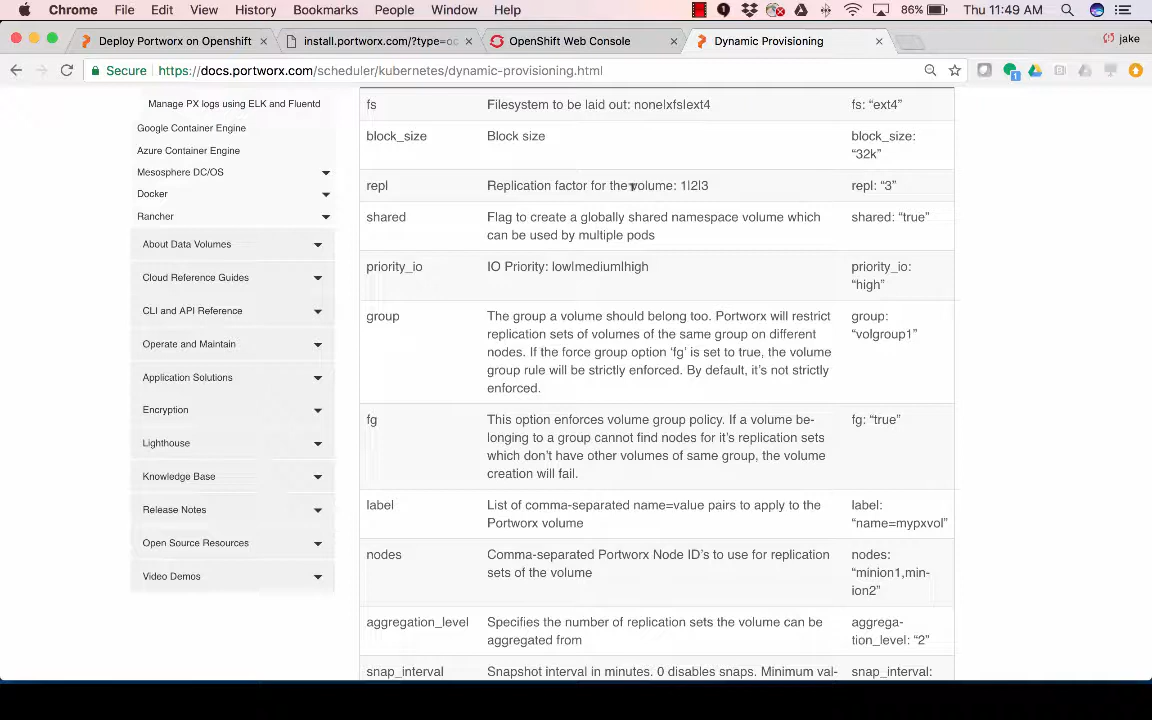 Chrome File Edit View History Bookmarks People Window Help 86% Thu 11:49 AM
Deploy Portworx on Openshift × install.portworx.com/?type=oc × OpenShift Web Console × Dynamic Provisioning × jake
Secure https://docs.portworx.com/scheduler/kubernetes/dynamic-provisioning.html
Manage PX logs using ELK and Fluentd
Google Container Engine
Azure Container Engine
Mesosphere DC/OS
Docker
Rancher
About Data Volumes
Cloud Reference Guides
CLI and API Reference
Operate and Maintain
Application Solutions
Encryption
Lighthouse
Knowledge Base
Release Notes
Open Source Resources
Video Demos
fs Filesystem to be laid out: none|xfs|ext4 fs: “ext4”
block_size Block size block_size:
“32k”
repl Replication factor for the volume: 1|2|3 repl: “3”
shared Flag to create a globally shared namespace volume which shared: “true”
can be used by multiple pods
priority_io IO Priority: low|medium|high priority_io:
“high”
group The group a volume should belong too. Portworx will restrict group:
replication sets of volumes of the same group on different “volgroup1”
nodes. If the force group option ‘fg’ is set to true, the volume
group rule will be strictly enforced. By default, it’s not strictly
enforced.
fg This option enforces volume group policy. If a volume be- fg: “true”
longing to a group cannot find nodes for it’s replication sets
which don’t have other volumes of same group, the volume
creation will fail.
label List of comma-separated name=value pairs to apply to the label:
Portworx volume “name=mypxvol”
nodes Comma-separated Portworx Node ID’s to use for replication nodes:
sets of the volume “minion1,min-
ion2”
aggregation_level Specifies the number of replication sets the volume can be aggrega-
aggregated from tion_level: “2”
snap_interval Snapshot interval in minutes. 0 disables snaps. Minimum val- snap_interval: